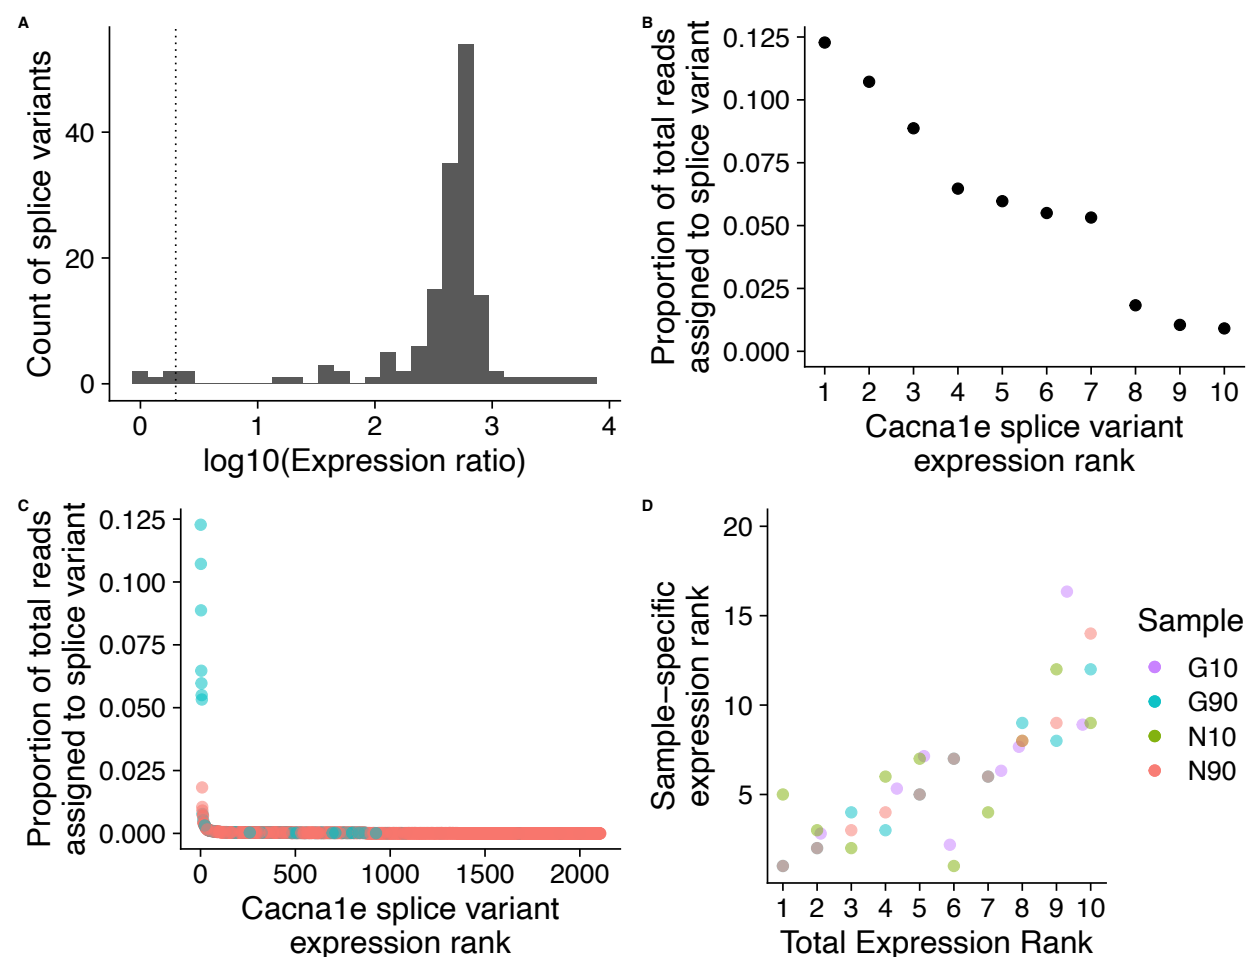 A
Count of splice variants
40
20
0
0 1 2 3 4
log10(Expression ratio)
B
Proportion of total reads
assigned to splice variant
0.125
0.100
0.075
0.050
0.025
0.000
1 2 3 4 5 6 7 8 9 10
Cacna1e splice variant
expression rank
C
Proportion of total reads
assigned to splice variant
0.125
0.100
0.075
0.050
0.025
0.000
0 500 1000 1500 2000
Cacna1e splice variant
expression rank
D
Sample−specific
expression rank
20
15
10
5
1 2 3 4 5 6 7 8 9 10
Total Expression Rank
Sample
G10
G90
N10
N90